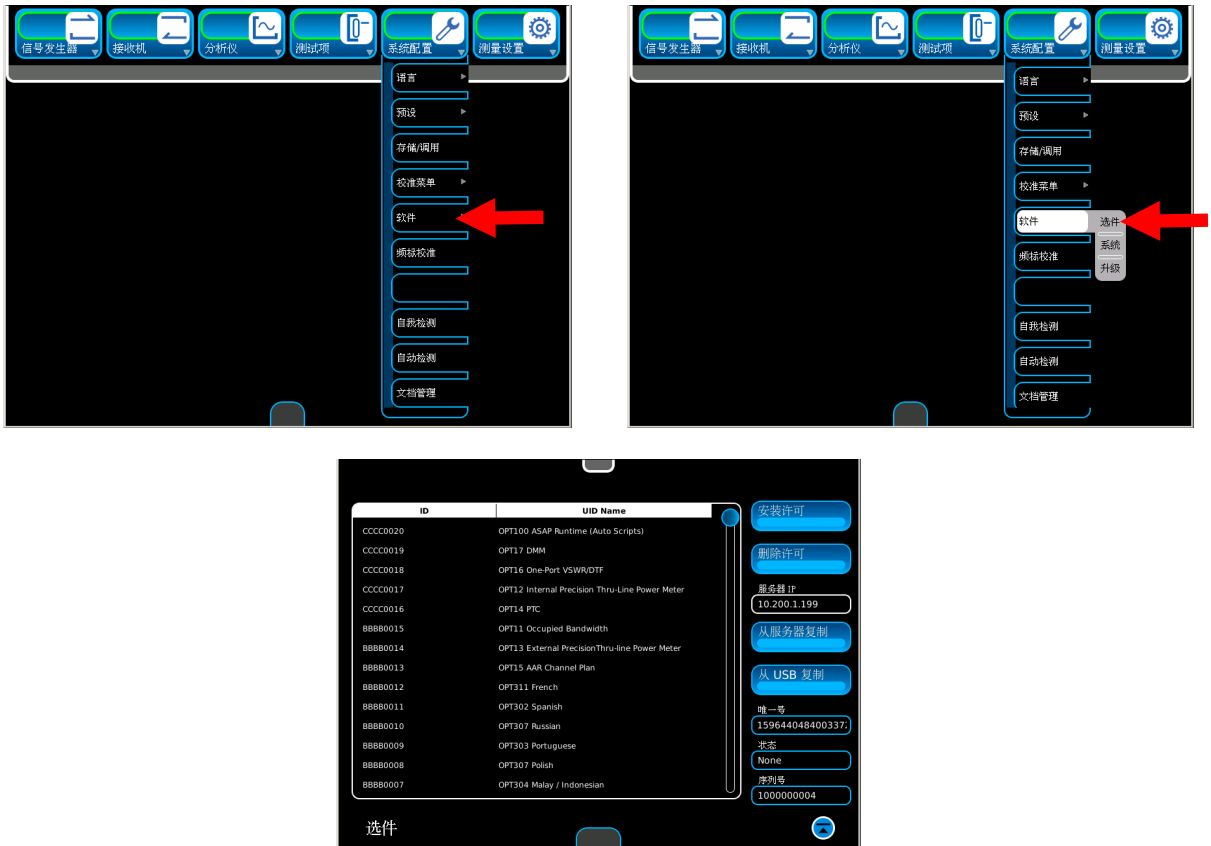 信号发生器 接收机 分析仪 测试项 系统配置 测量设置
语言
预设
存储/调用
校准菜单
软件
频标校准
自我检测
自动检测
文档管理
信号发生器 接收机 分析仪 测试项 系统配置 测量设置
语言
预设
存储/调用
校准菜单
软件 选件
系统
频标校准
升级
自我检测
自动检测
文档管理
ID UID Name
CCCC0020 OPT100 ASAP Runtime (Auto Scripts)
CCCC0019 OPT17 DMM
CCCC0018 OPT16 One-Port VSWR/DTF
CCCC0017 OPT12 Internal Precision Thru-Line Power Meter
CCCC0016 OPT14 PTC
BBBB0015 OPT11 Occupied Bandwidth
BBBB0014 OPT13 External PrecisionThru-line Power Meter
BBBB0013 OPT15 AAR Channel Plan
BBBB0012 OPT311 French
BBBB0011 OPT302 Spanish
BBBB0010 OPT307 Russian
BBBB0009 OPT303 Portuguese
BBBB0008 OPT307 Polish
BBBB0007 OPT304 Malay / Indonesian
安装许可
删除许可
服务器 IP
10.200.1.199
从服务器复制
从 USB 复制
唯一号
159644048400337
状态
None
序列号
1000000004
选件